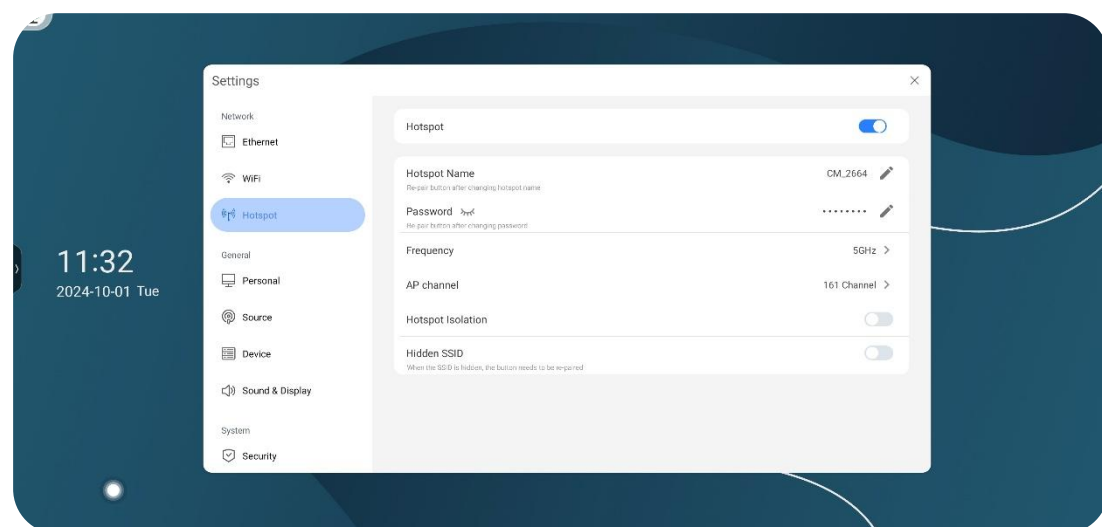 Settings
Network
Ethernet
WiFi
Hotspot
General
Personal
Source
Device
Sound & Display
System
Security
Hotspot
Hotspot Name
CM_2664
Re-pair button after changing hotspot name
Password
········
Re-pair button after changing password
Frequency
5GHz
AP channel
161 Channel
Hotspot Isolation
Hidden SSID
When the SSID is hidden, the button needs to be re-paired
11:32
2024-10-01 Tue